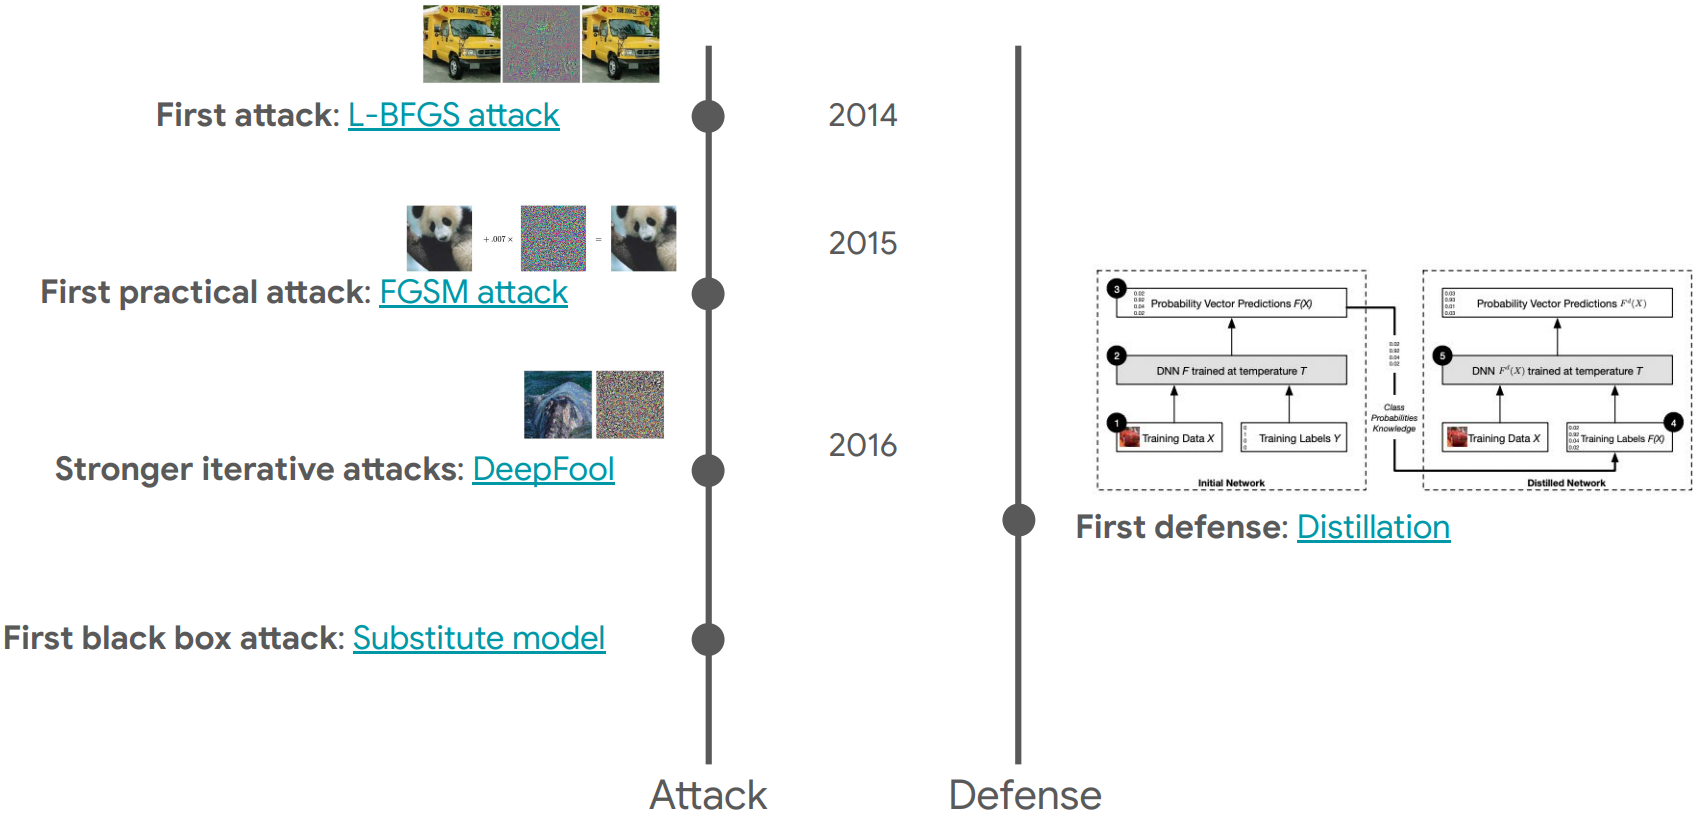 First attack: L-BFGS attack
2014
+ .007 ×
=
2015
First practical attack: FGSM attack
2016
Stronger iterative attacks: DeepFool
3
0.02
0.92
0.04
0.02
Probability Vector Predictions F(X)
2
DNN F trained at temperature T
1
Training Data X
0
1
0
0
Training Labels Y
Initial Network
0.02
0.92
0.04
0.02
Class
Probabilities
Knowledge
0.03
0.93
0.01
0.03
Probability Vector Predictions F^d(X)
5
DNN F^d(X) trained at temperature T
Training Data X
4
0.02
0.92
0.04
0.02
Training Labels F(X)
Distilled Network
First defense: Distillation
First black box attack: Substitute model
Attack
Defense